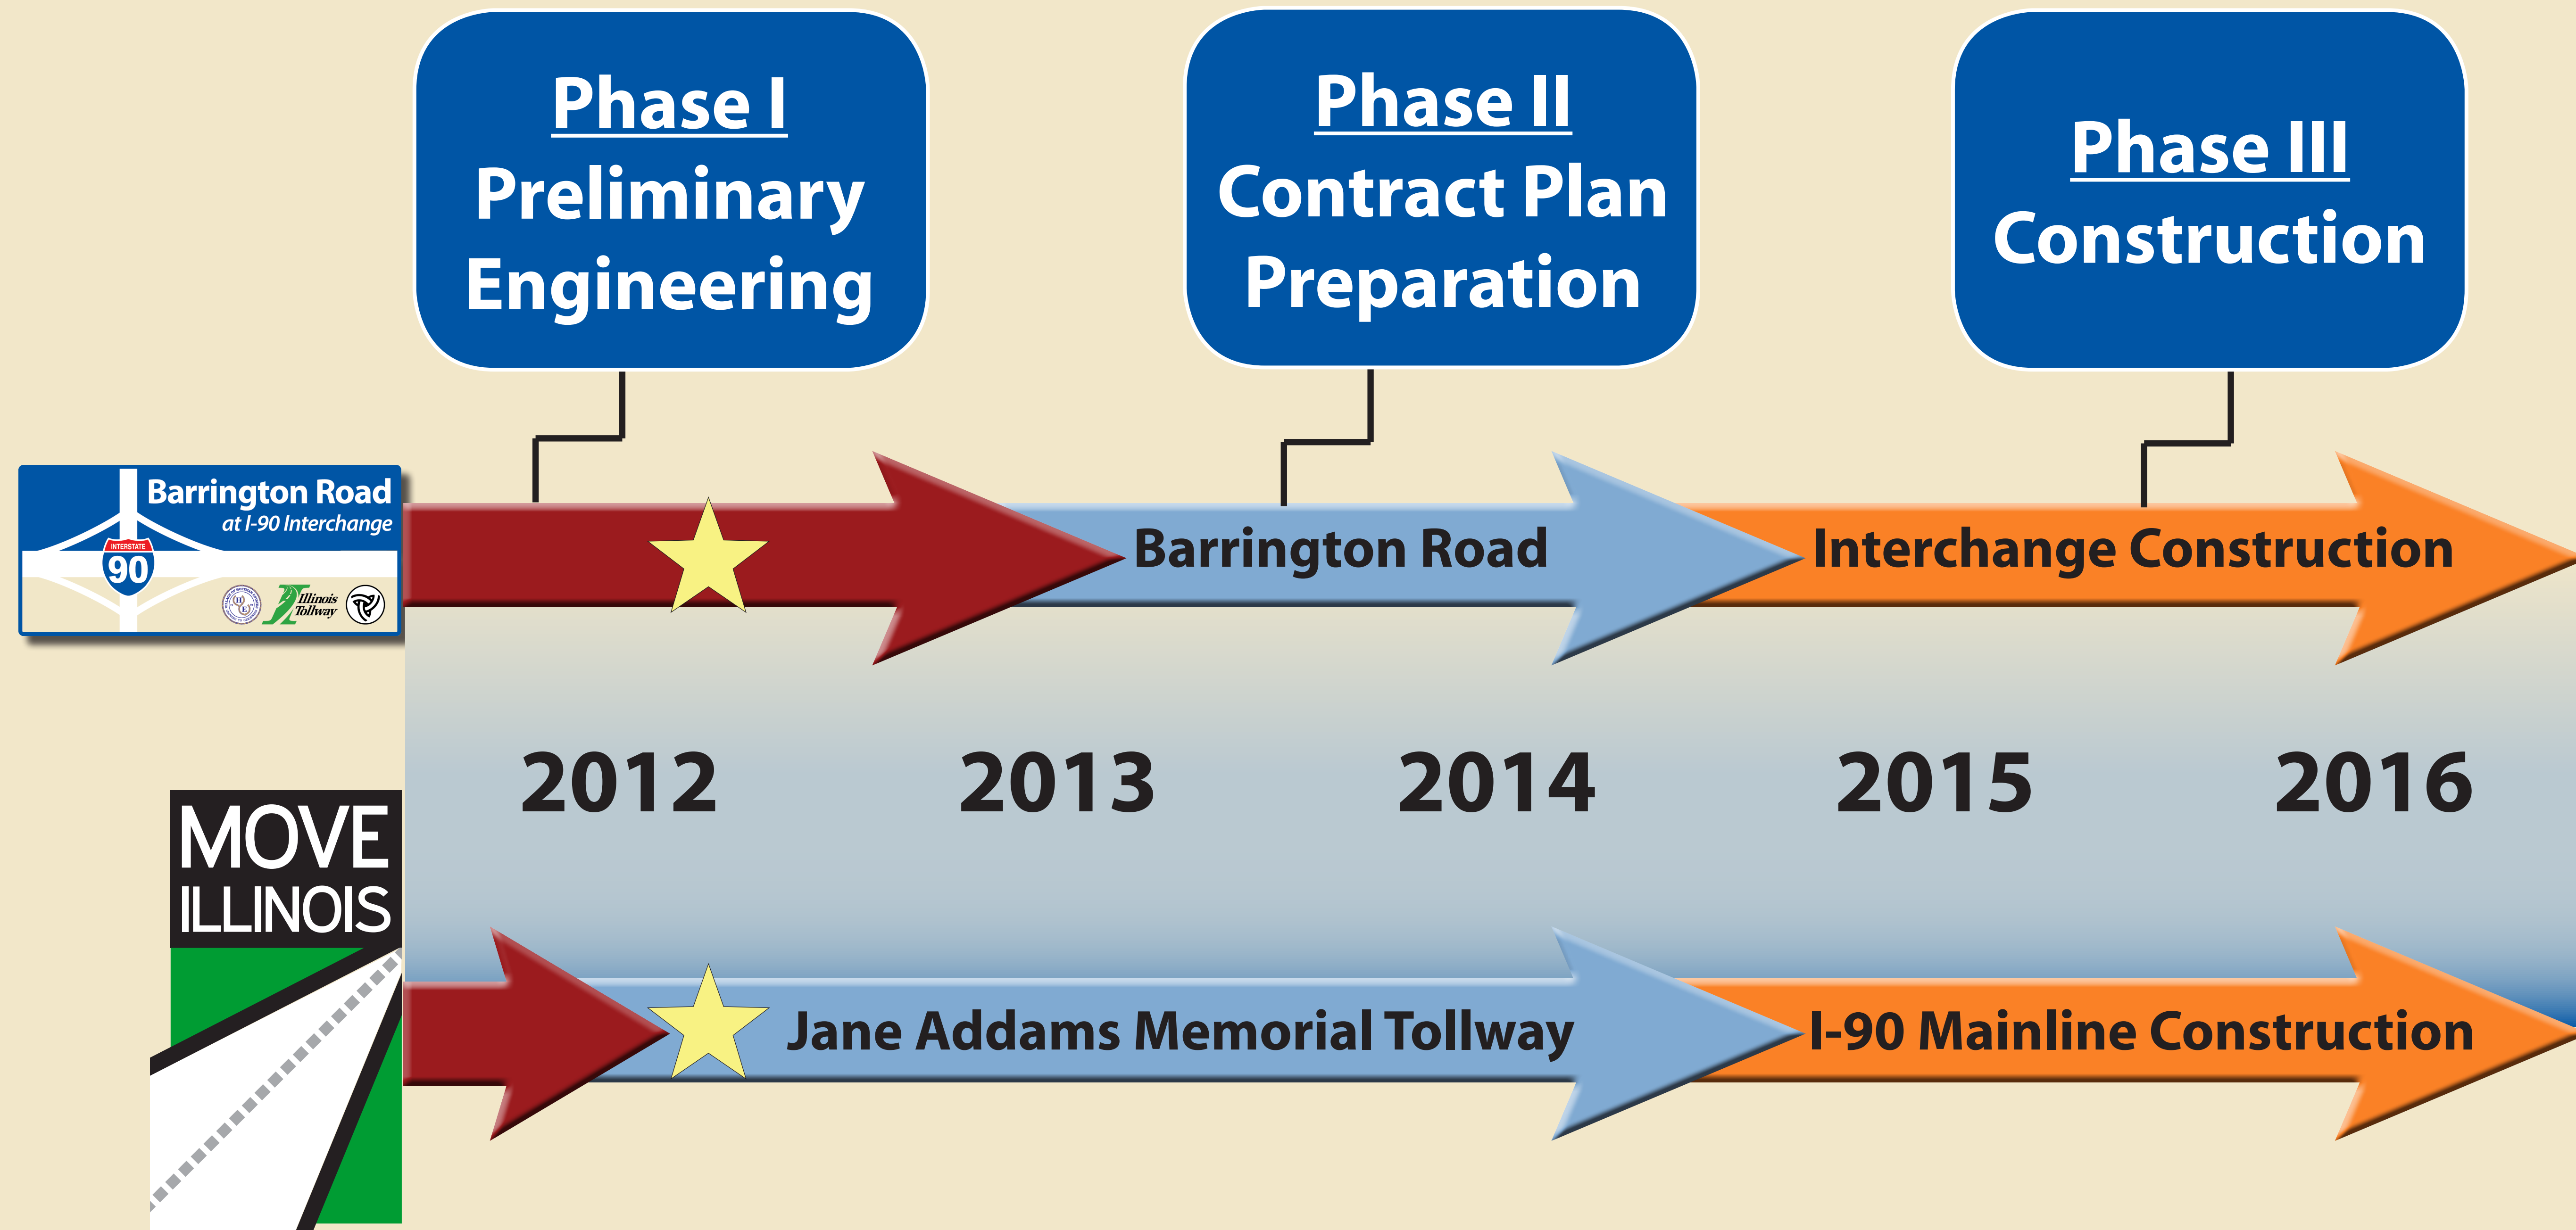 Phase I
Preliminary
Engineering
Phase II
Contract Plan
Preparation
Phase III
Construction
Barrington Road
at I-90 Interchange
INTERSTATE
90
Illinois
Tollway
Barrington Road
Interchange Construction
2012
2013
2014
2015
2016
MOVE
ILLINOIS
Jane Addams Memorial Tollway
I-90 Mainline Construction